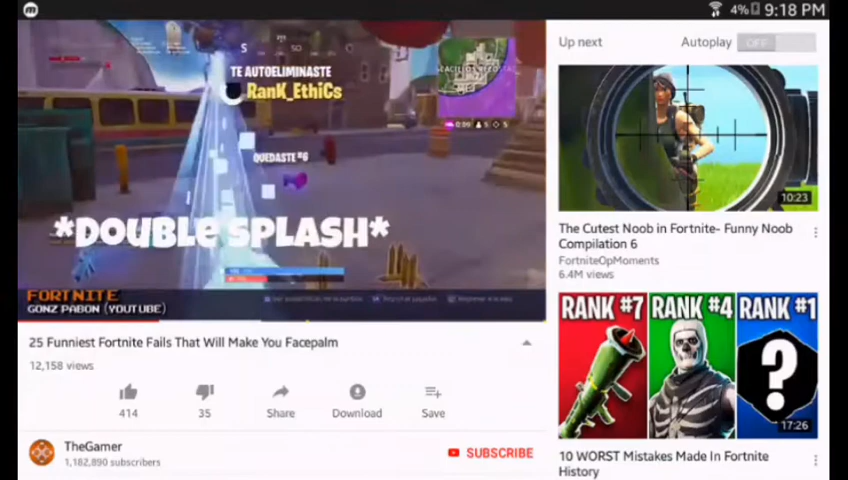 4% 9:18 PM
S SO
TE AUTOELIMINASTE
RanK_EthiCs
QUEDASTE #6
*DOUBLE SPLASH*
FORTNITE
GONZ PABON (YOUTUBE)
25 Funniest Fortnite Fails That Will Make You Facepalm
12,158 views
414
35
Share
Download
Save
TheGamer
1,182,890 subscribers
SUBSCRIBE
Up next
Autoplay OFF
10:23
The Cutest Noob in Fortnite- Funny Noob
Compilation 6
FortniteOpMoments
6.4M views
RANK #7 RANK #4 RANK #1
?
17:26
10 WORST Mistakes Made In Fortnite
History